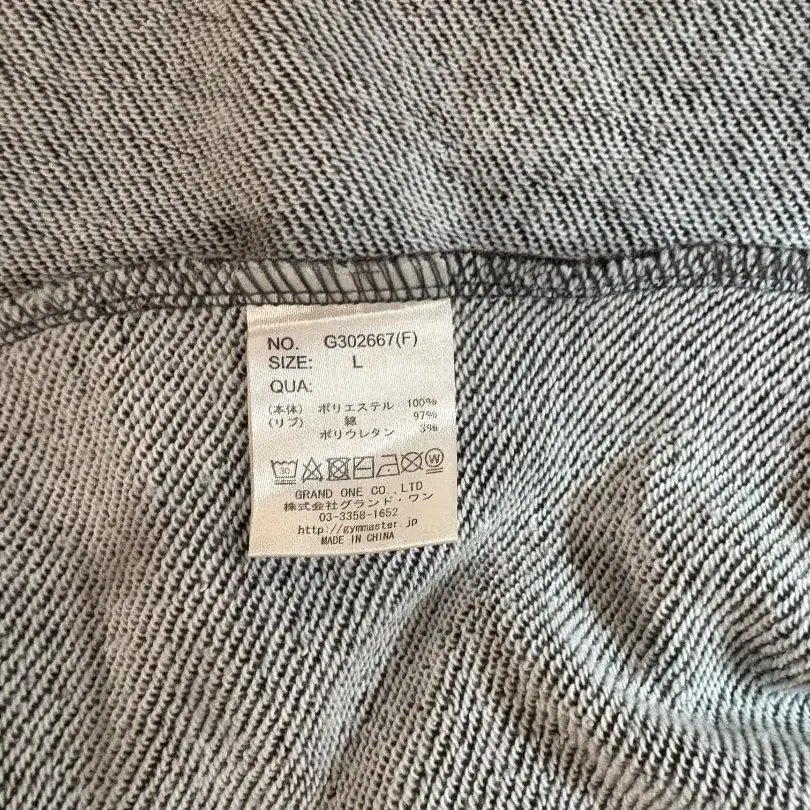 NO. G302667(F)
SIZE: L
QUA:
(本体) ポリエステル 100%
(リブ) 綿 97%
ポリウレタン 3%
30 W
GRAND ONE CO.,LTD
株式会社グランド・ワン
03-3358-1652
http://gymmaster.jp
MADE IN CHINA